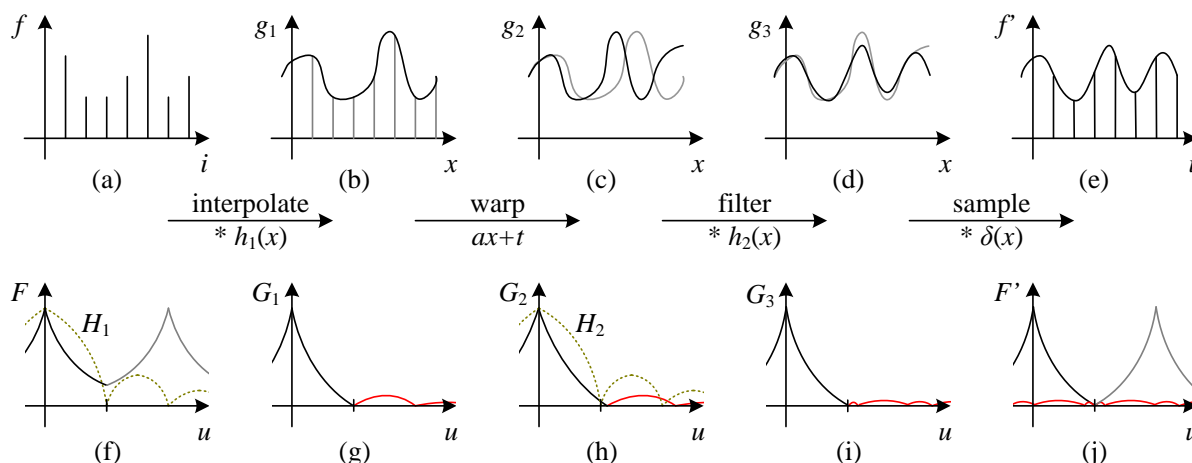 f g₁ g₂ g₃ f'
i x x x i
(a) (b) (c) (d) (e)
interpolate warp filter sample
* h₁(x) ax+t * h₂(x) * δ(x)
F G₁ G₂ G₃ F'
H₁ H₂
u u u u u
(f) (g) (h) (i) (j)